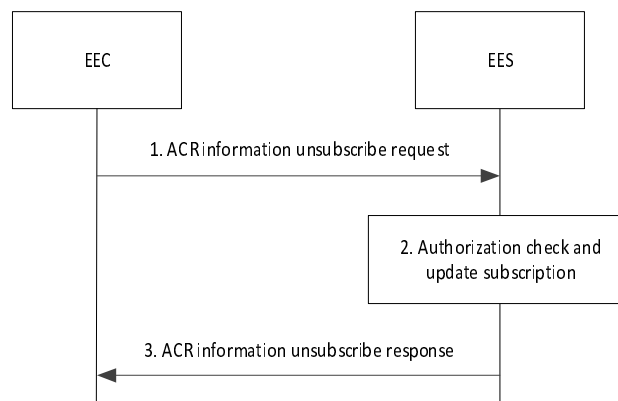 EEC
EES
1. ACR information unsubscribe request
2. Authorization check and
update subscription
3. ACR information unsubscribe response